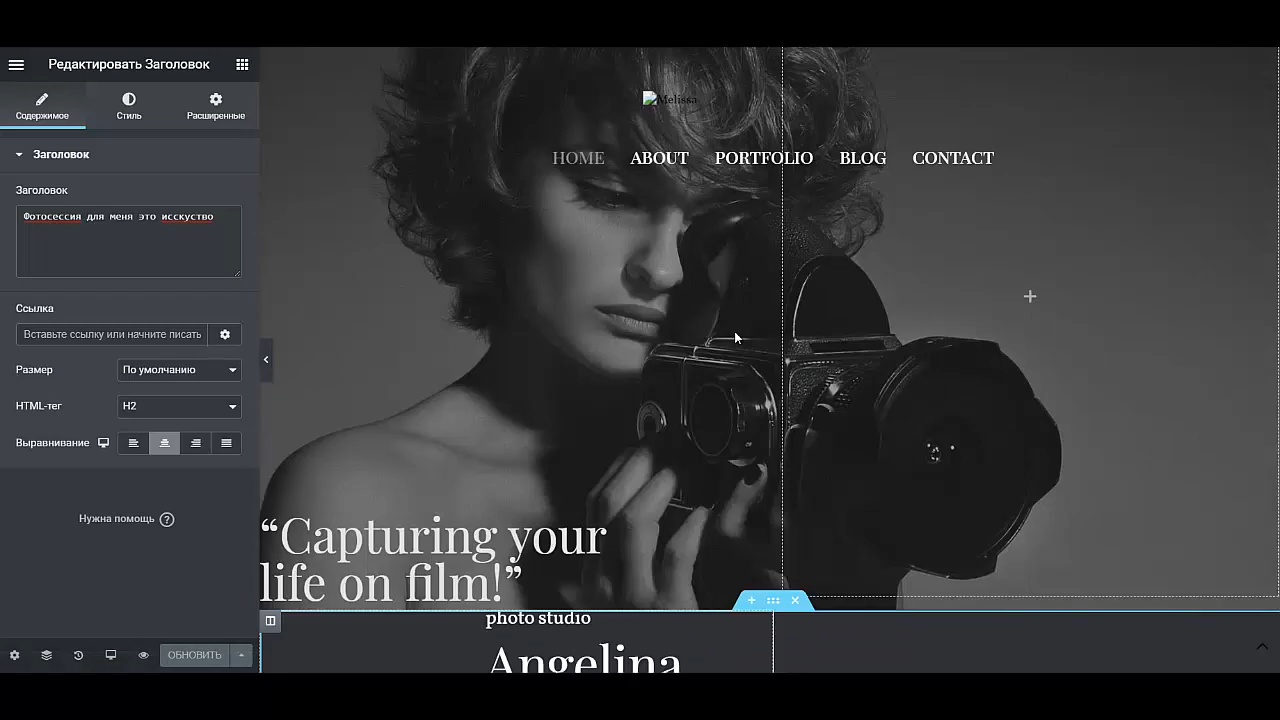 Редактировать Заголовок
Содержимое
Стиль
Расширенные
Заголовок
Заголовок
Фотосессия для меня это исскуство
Ссылка
Вставьте ссылку или начните писать
Размер
По умолчанию
HTML-тег
H2
Выравнивание
Нужна помощь
ОБНОВИТЬ
Melissa
HOME ABOUT PORTFOLIO BLOG CONTACT
“Capturing your
life on film!”
photo studio
Angelina